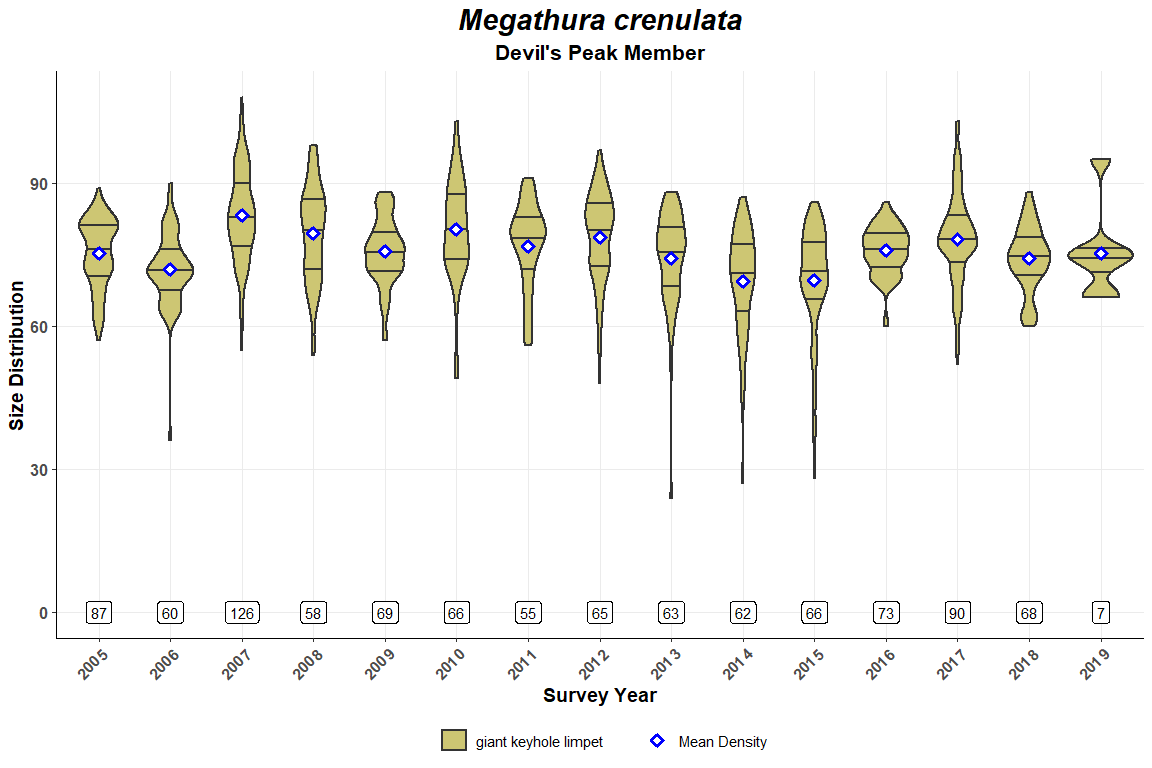 Megathura crenulata
Devil's Peak Member
Size Distribution
90
60
30
0
87 60 126 58 69 66 55 65 63 62 66 73 90 68 7
2005 2006 2007 2008 2009 2010 2011 2012 2013 2014 2015 2016 2017 2018 2019
Survey Year
giant keyhole limpet Mean Density